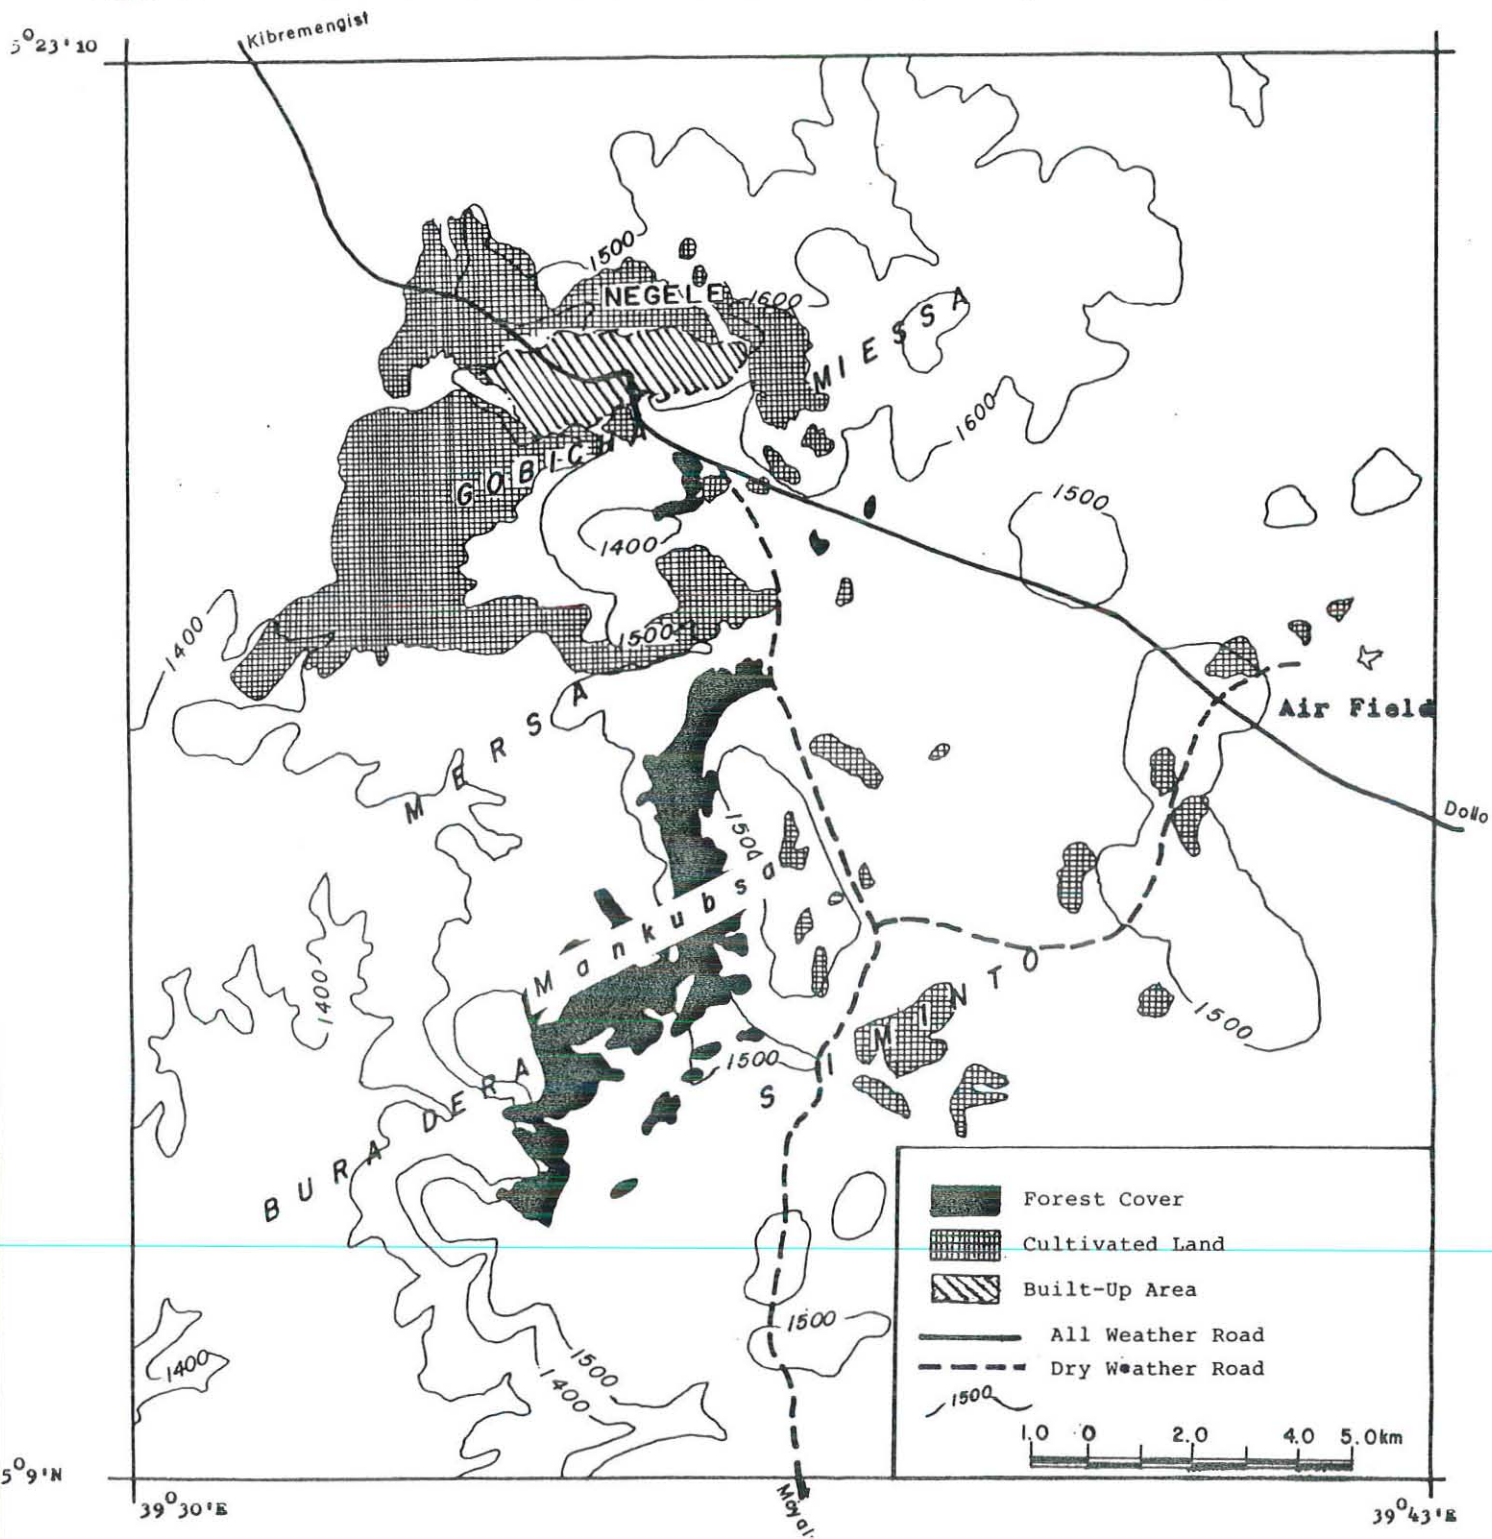 Kibremengist
5°23'10
1500
NEGELE
1600
MIESSA
1600
GOBICHA
1500
1400
1500
1400
MERSA
Air Field
Dollo
1500
Mankubsa
1400
SIMINTO
1500
1500
BURA DERA
Forest Cover
Cultivated Land
Built-Up Area
1500
All Weather Road
1400
1500
Dry Weather Road
1400
1500
1.0 0 2.0 4.0 5.0km
5°9'N
39°30'E
Moyal
39°43'E